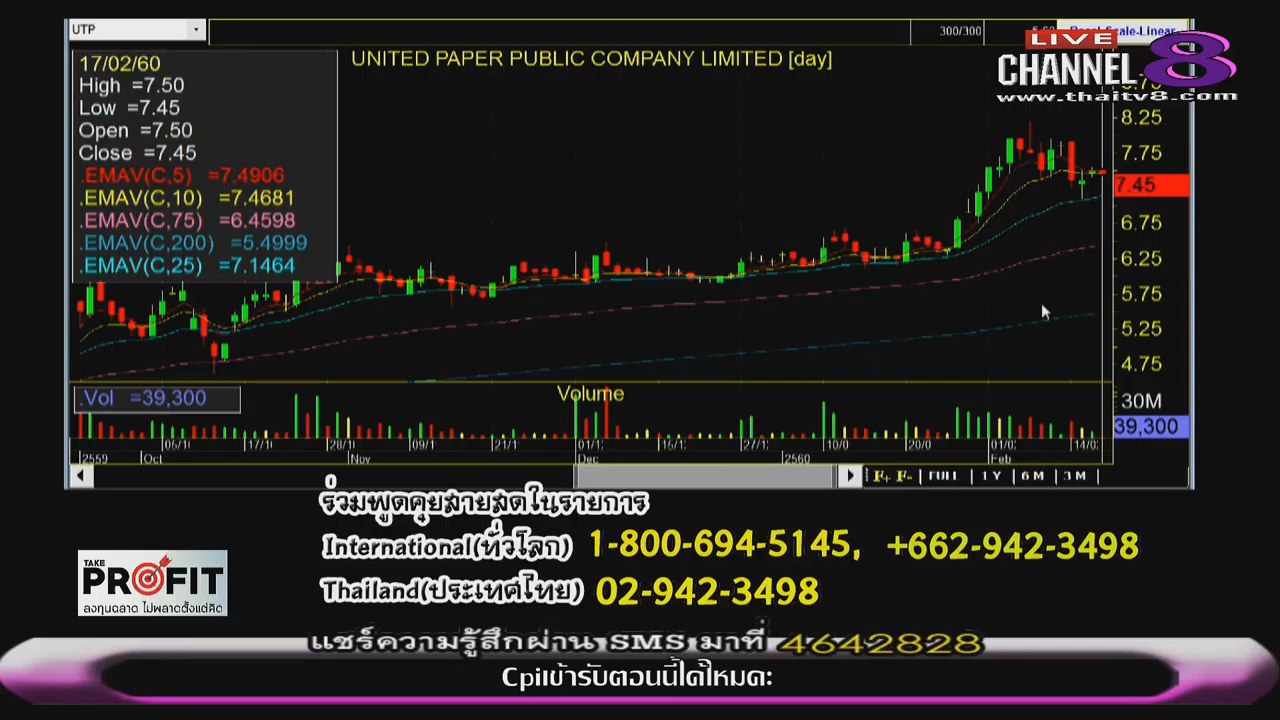 UTP
300/300
LIVE
CHANNEL 8
www.thaitv8.com
UNITED PAPER PUBLIC COMPANY LIMITED [day]
17/02/60
High =7.50
Low =7.45
Open =7.50
Close =7.45
.EMAV(C,5) =7.4906
.EMAV(C,10) =7.4681
.EMAV(C,75) =6.4598
.EMAV(C,200) =5.4999
.EMAV(C,25) =7.1464
8.25
7.75
7.45
6.75
6.25
5.75
5.25
4.75
Volume
.Vol =39,300
30M
39,300
2559 Oct Nov Dec 2560 Feb
F+ F- FULL 1 Y 6 M 3 M
ร่วมพูดคุยสายสดในรายการ
International(ทั่วโลก) 1-800-694-5145, +662-942-3498
Thailand(ประเทศไทย) 02-942-3498
TAKE
PROFIT
ลงทุนฉลาด ไม่พลาดตั้งแต่คิด
แชร์ความรู้สึกผ่าน SMS มาที่ 4642828
Cpiเข้ารับตอนนี้ได้ไหมคะ